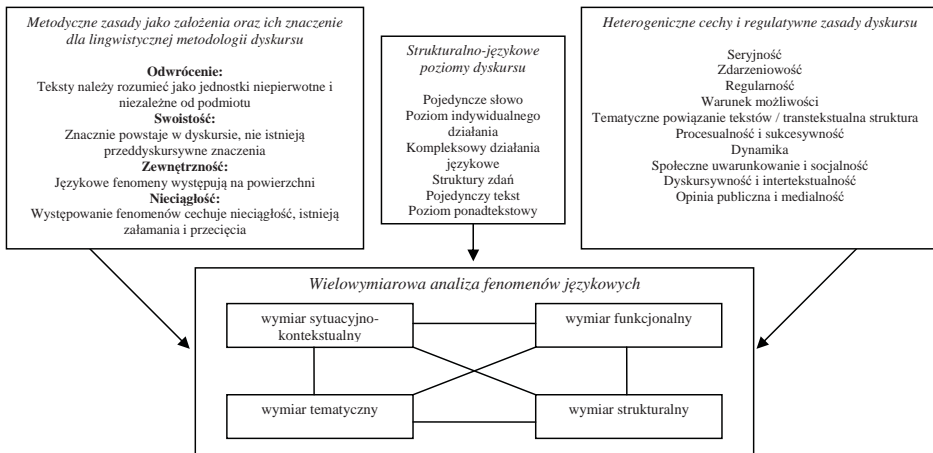 Metodyczne zasady jako założenia oraz ich znaczenie
dla lingwistycznej metodologii dyskursu
Odwrócenie:
Teksty należy rozumieć jako jednostki niepierwotne i
niezależne od podmiotu
Swoistość:
Znacznie powstaje w dyskursie, nie istnieją
przeddyskursywne znaczenia
Zewnętrzność:
Językowe fenomeny występują na powierzchni
Nieciągłość:
Występowanie fenomenów cechuje nieciągłość, istnieją
załamania i przecięcia
Strukturalno-językowe
poziomy dyskursu
Pojedyncze słowo
Poziom indywidualnego
działania
Kompleksowy działania
językowe
Struktury zdań
Pojedynczy tekst
Poziom ponadtekstowy
Heterogeniczne cechy i regulatywne zasady dyskursu
Seryjność
Zdarzeniowość
Regularność
Warunek możliwości
Tematyczne powiązanie tekstów / transtekstualna struktura
Procesualność i sukcesywność
Dynamika
Społeczne uwarunkowanie i socjalność
Dyskursywność i intertekstualność
Opinia publiczna i medialność
Wielowymiarowa analiza fenomenów językowych
wymiar sytuacyjno-
kontekstualny
wymiar funkcjonalny
wymiar tematyczny
wymiar strukturalny